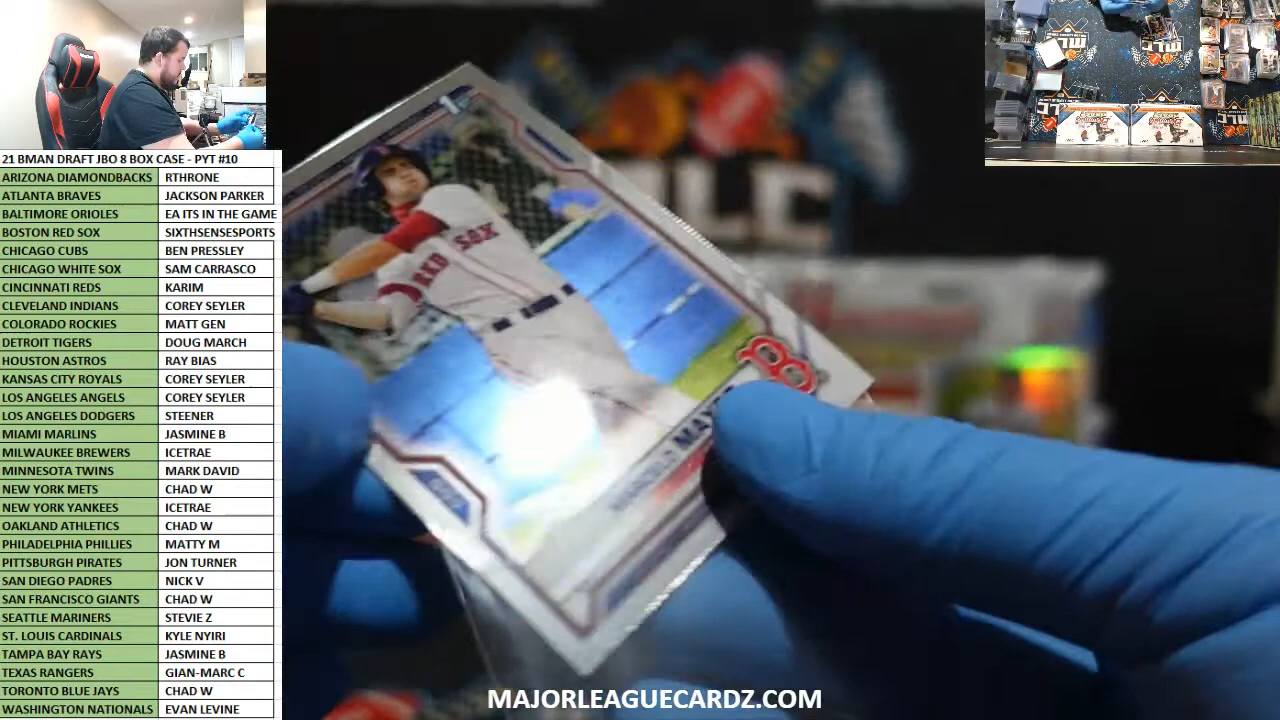 21 BMAN DRAFT JBO 8 BOX CASE - PYT #10
ARIZONA DIAMONDBACKS RTHRONE
ATLANTA BRAVES JACKSON PARKER
BALTIMORE ORIOLES EA ITS IN THE GAME
BOSTON RED SOX SIXTHSENSESPORTS
CHICAGO CUBS BEN PRESSLEY
CHICAGO WHITE SOX SAM CARRASCO
CINCINNATI REDS KARIM
CLEVELAND INDIANS COREY SEYLER
COLORADO ROCKIES MATT GEN
DETROIT TIGERS DOUG MARCH
HOUSTON ASTROS RAY BIAS
KANSAS CITY ROYALS COREY SEYLER
LOS ANGELES ANGELS COREY SEYLER
LOS ANGELES DODGERS STEENER
MIAMI MARLINS JASMINE B
MILWAUKEE BREWERS ICETRAE
MINNESOTA TWINS MARK DAVID
NEW YORK METS CHAD W
NEW YORK YANKEES ICETRAE
OAKLAND ATHLETICS CHAD W
PHILADELPHIA PHILLIES MATTY M
PITTSBURGH PIRATES JON TURNER
SAN DIEGO PADRES NICK V
SAN FRANCISCO GIANTS CHAD W
SEATTLE MARINERS STEVIE Z
ST. LOUIS CARDINALS KYLE NYIRI
TAMPA BAY RAYS JASMINE B
TEXAS RANGERS GIAN-MARC C
TORONTO BLUE JAYS CHAD W
WASHINGTON NATIONALS EVAN LEVINE
SOX
B
MLC
MAJORLEAGUECARDZ.COM